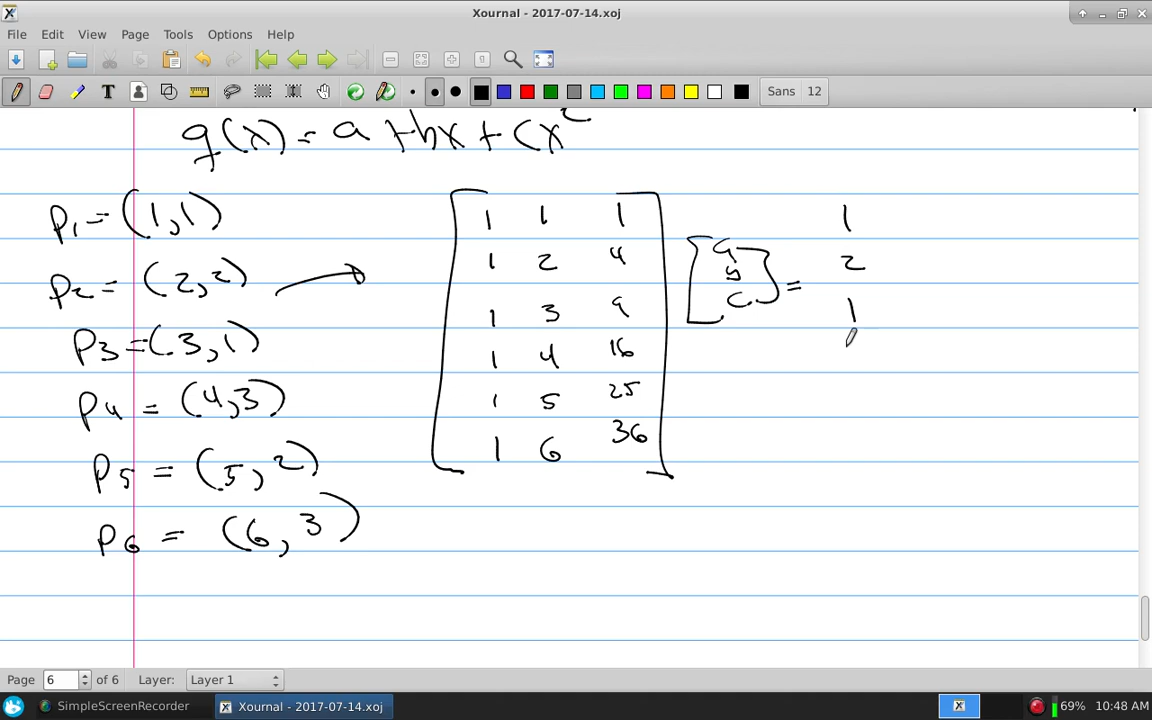 Xournal - 2017-07-14.xoj
File Edit View Page Tools Options Help
Sans 12
q(x) = a + bx + cx²
p1 = (1,1)
p2 = (2,2)
p3 = (3,1)
p4 = (4,3)
p5 = (5,2)
p6 = (6,3)
1 1 1
1 2 4
1 3 9
1 4 16
1 5 25
1 6 36
a
y
c
=
1
2
1
Page 6 of 6 Layer: Layer 1
SimpleScreenRecorder Xournal - 2017-07-14.xoj 69% 10:48 AM